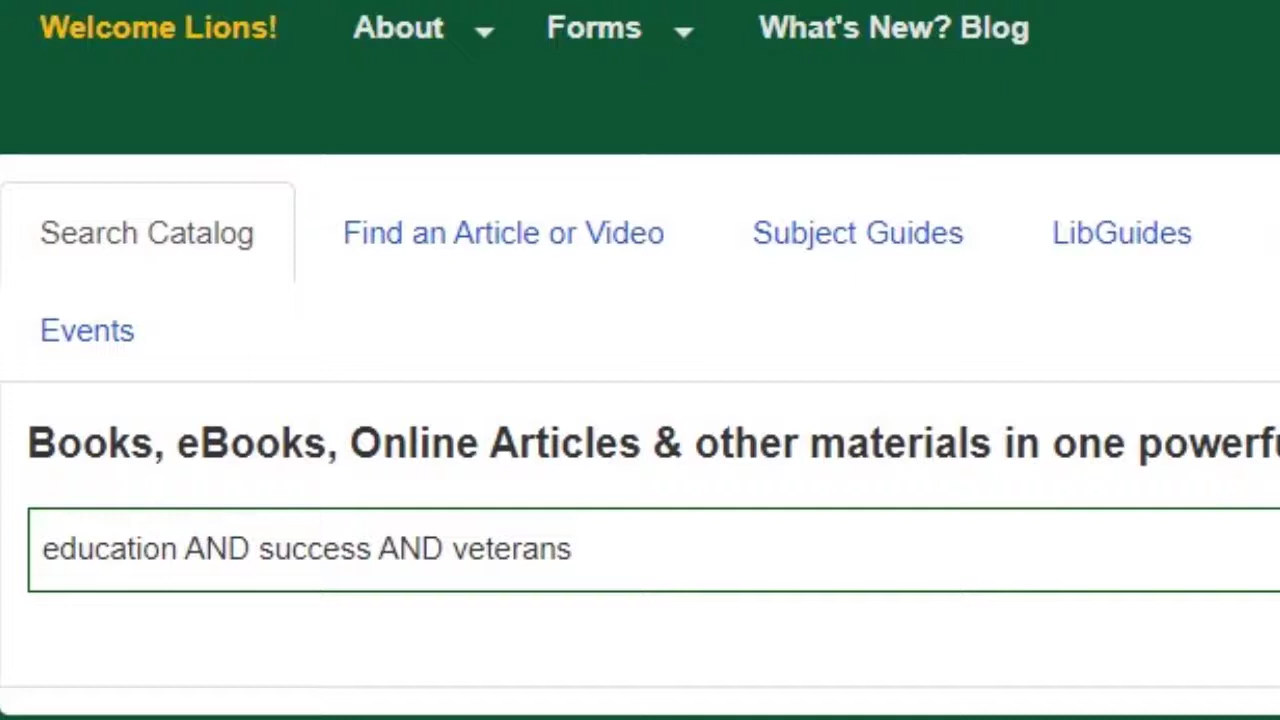 Welcome Lions! About Forms What's New? Blog
Search Catalog Find an Article or Video Subject Guides LibGuides
Events
Books, eBooks, Online Articles & other materials in one
education AND success AND veterans